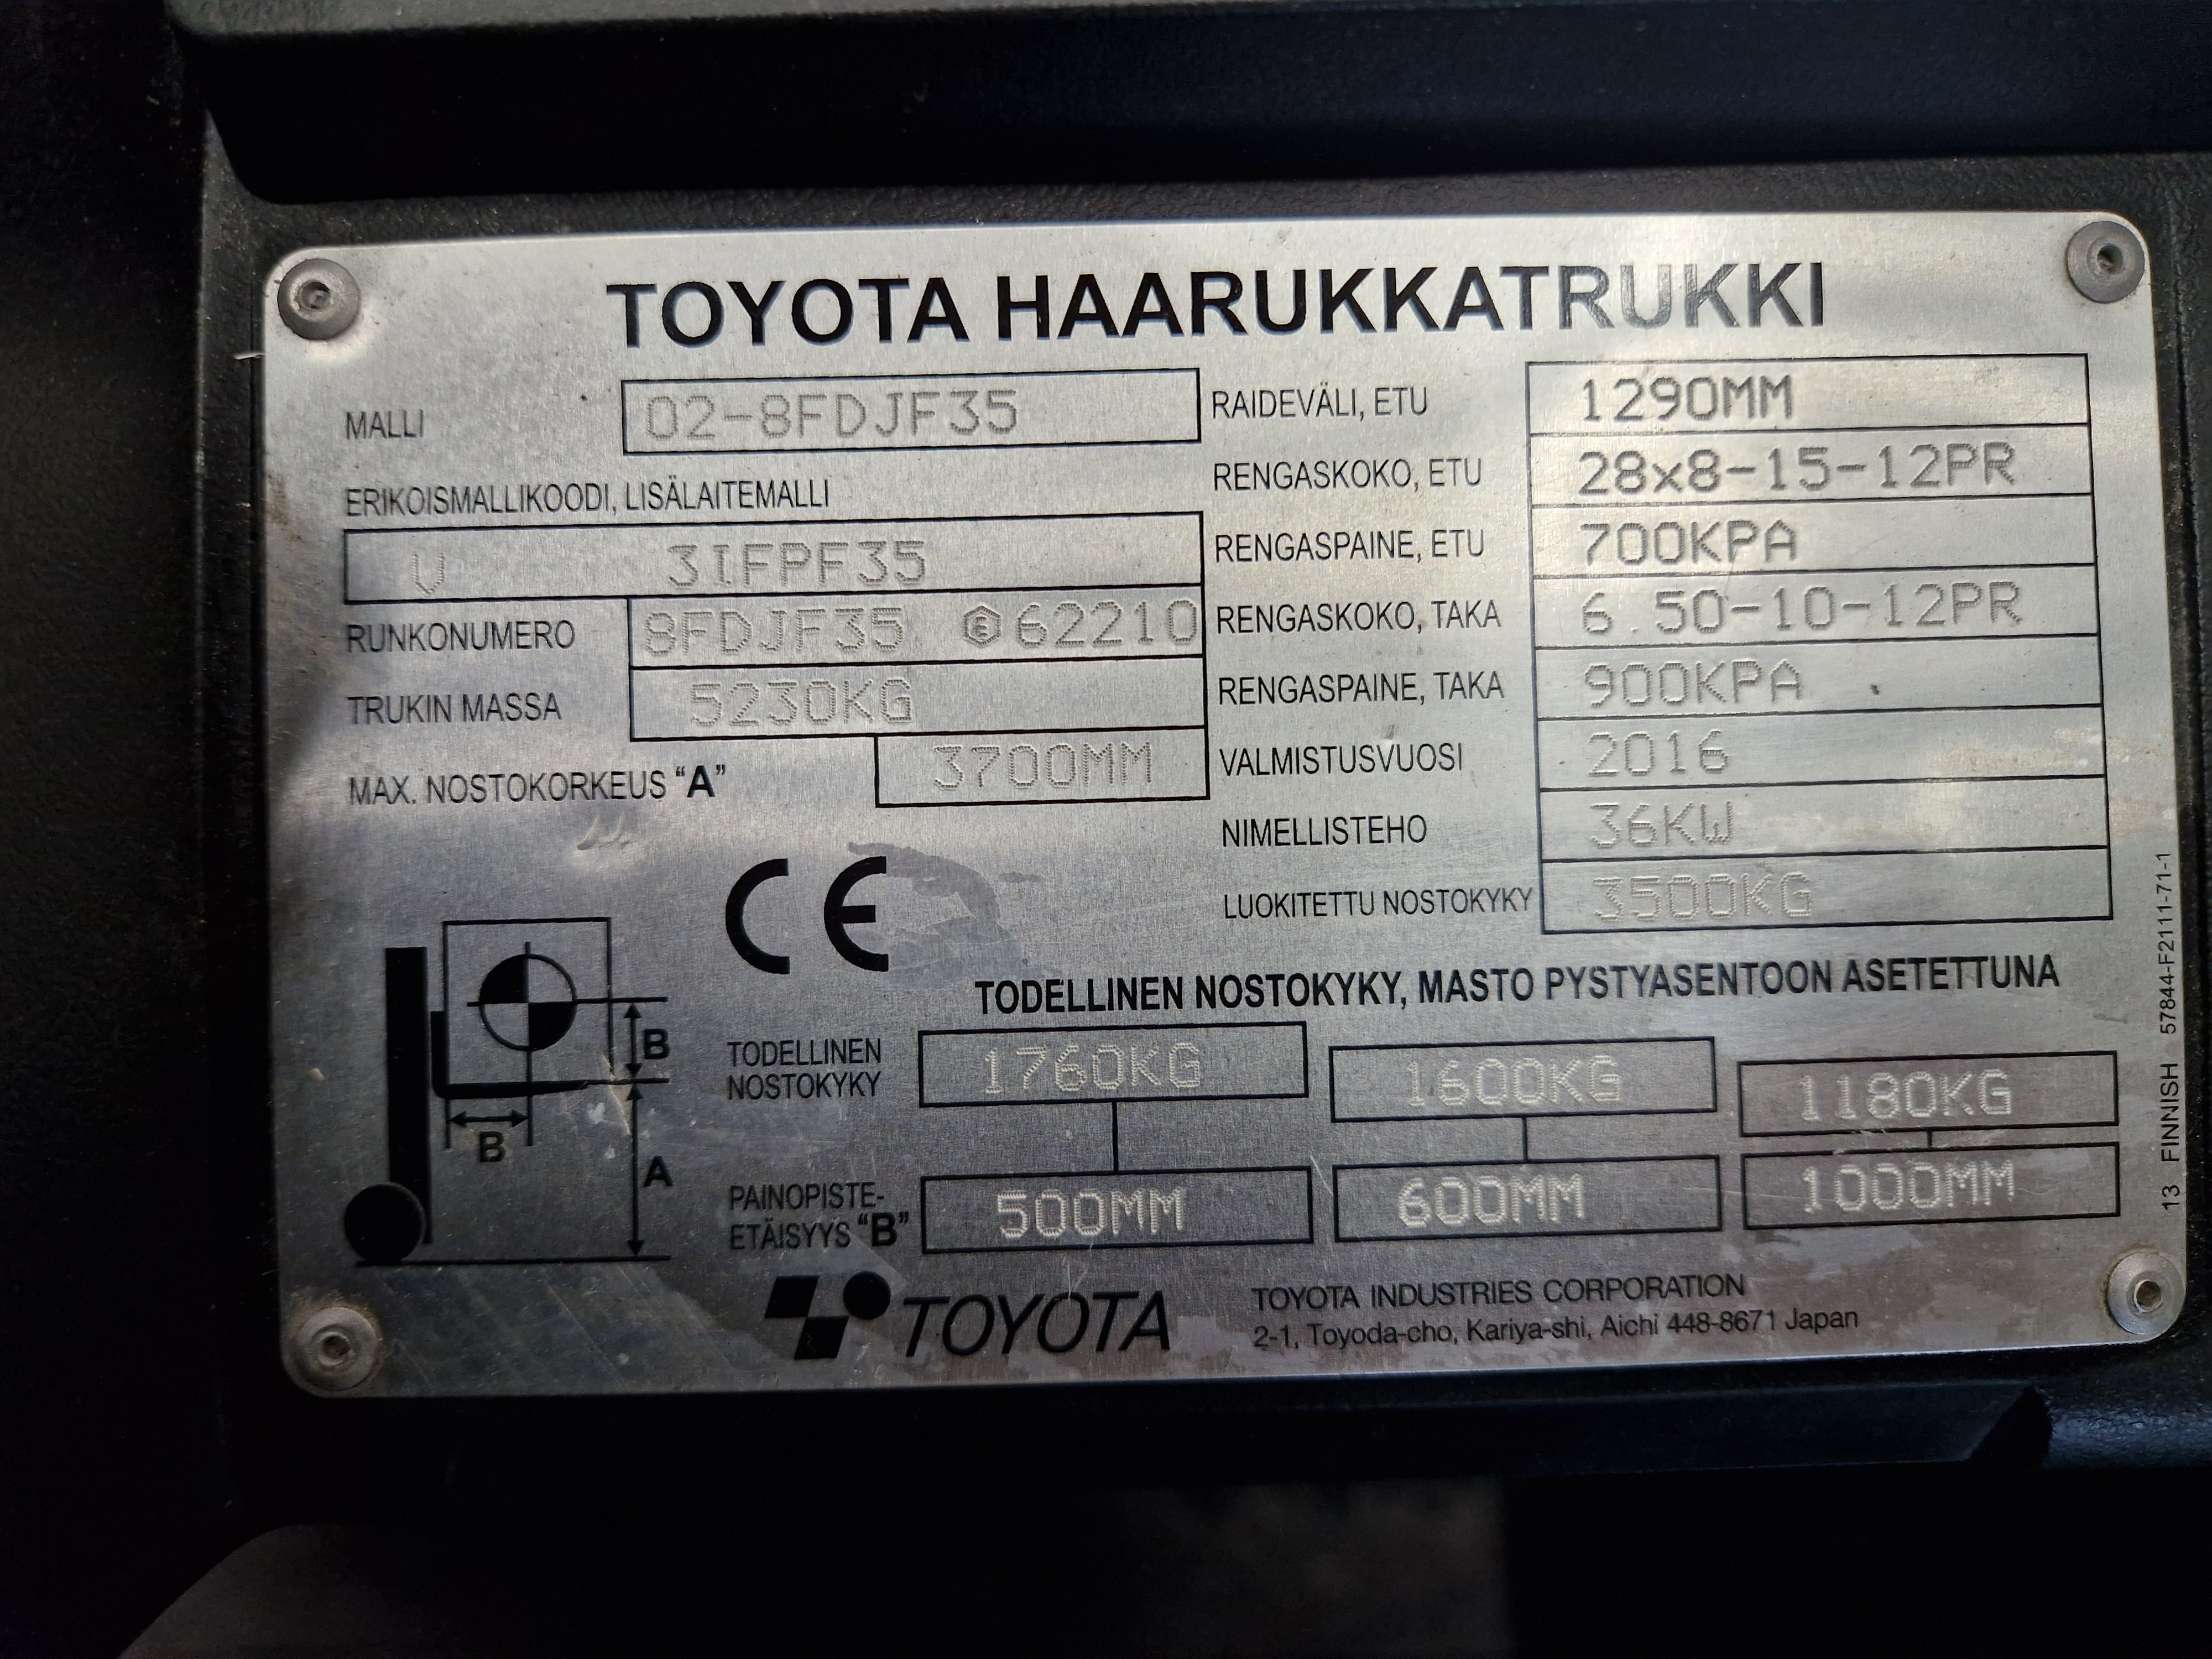 TOYOTA HAARUKKATRUKKI
MALLI 02-8FDJF35
ERIKOISMALLIKOODI, LISÄLAITEMALLI
V 3IFPF35
RUNKONUMERO 8FDJF35 E 62210
TRUKIN MASSA 5230KG
MAX. NOSTOKORKEUS "A" 3700MM
RAIDEVÄLI, ETU 1290MM
RENGASKOKO, ETU 28x8-15-12PR
RENGASPAINE, ETU 700KPA
RENGASKOKO, TAKA 6.50-10-12PR
RENGASPAINE, TAKA 900KPA
VALMISTUSVUOSI 2016
NIMELLISTEHO 36KW
LUOKITETTU NOSTOKYKY 3500KG
CE
B
B
A
TODELLINEN NOSTOKYKY, MASTO PYSTYASENTOON ASETETTUNA
TODELLINEN
NOSTOKYKY 1760KG 1600KG 1180KG
PAINOPISTE-
ETÄISYYS "B" 500MM 600MM 1000MM
TOYOTA
TOYOTA INDUSTRIES CORPORATION
2-1, Toyoda-cho, Kariya-shi, Aichi 448-8671 Japan
13 FINNISH 57844-F2111-71-1